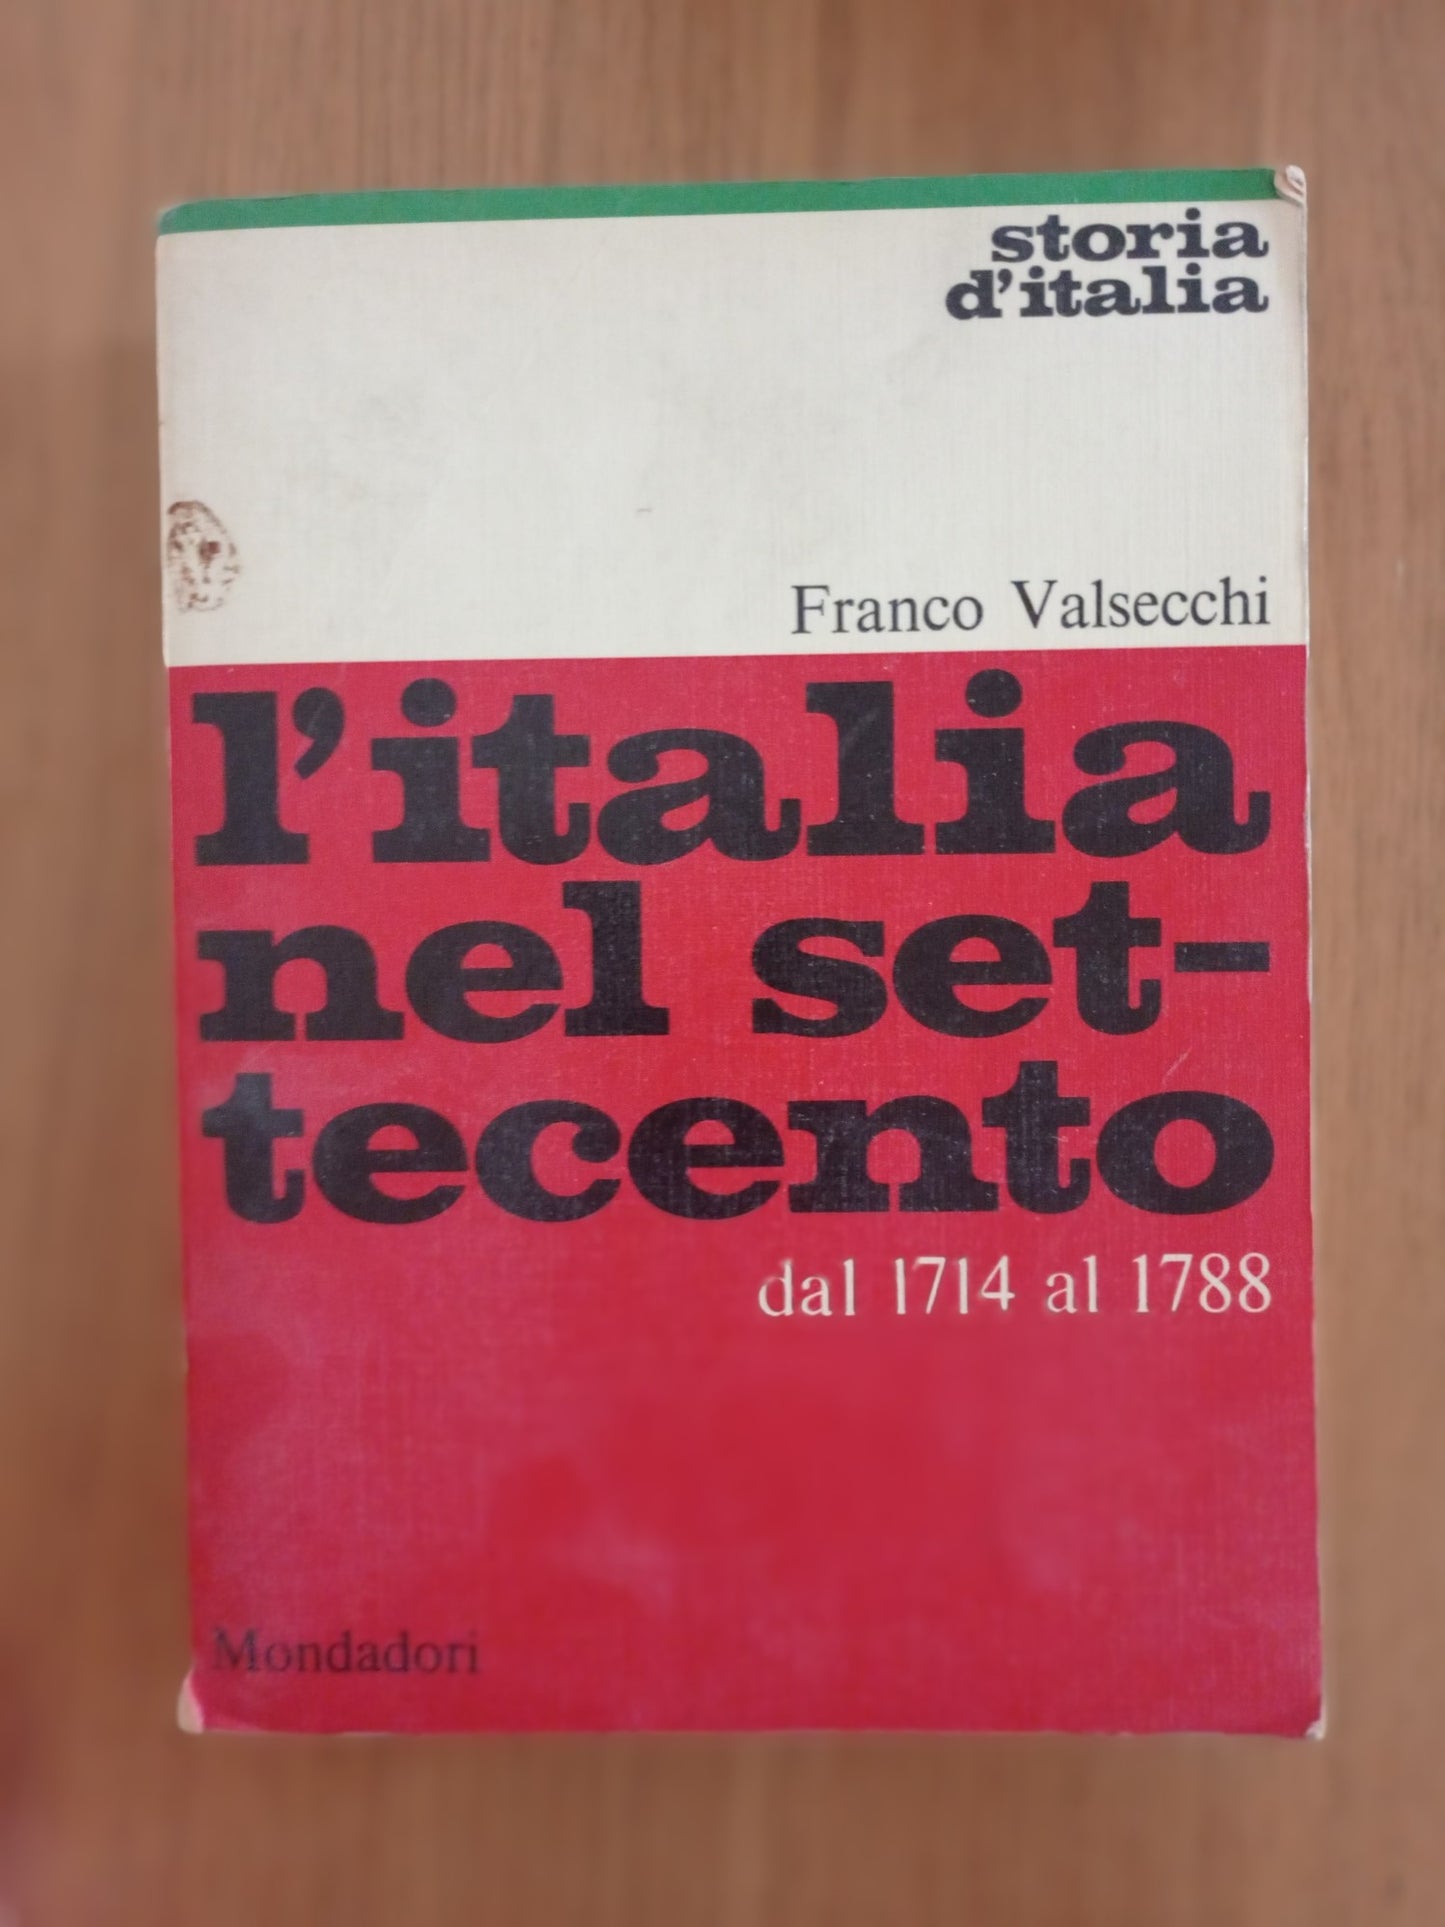 storia
d'italia
Franco Valsecchi
l'italia
nel set-
tecento
dal 1714 al 1788
Mondadori